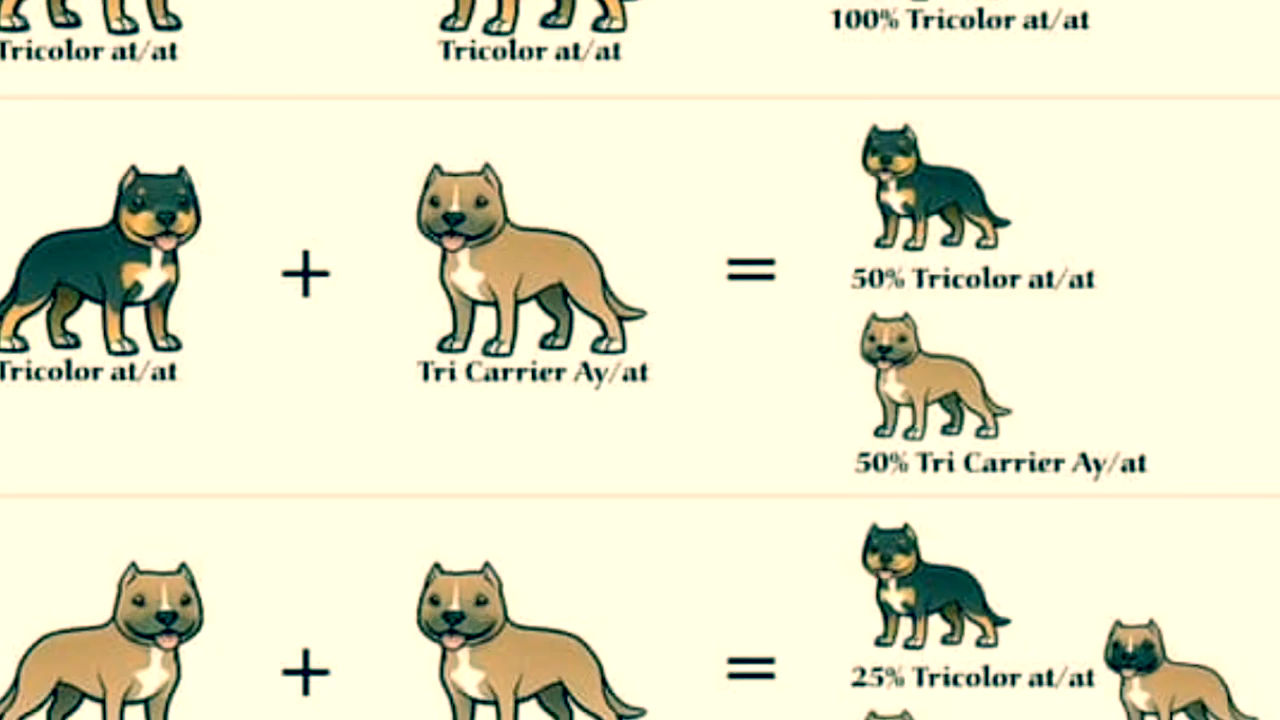 100% Tricolor at/at
Tricolor at/at
Tricolor at/at
+
=
50% Tricolor at/at
Tricolor at/at
Tri Carrier Ay/at
50% Tri Carrier Ay/at
+
=
25% Tricolor at/at